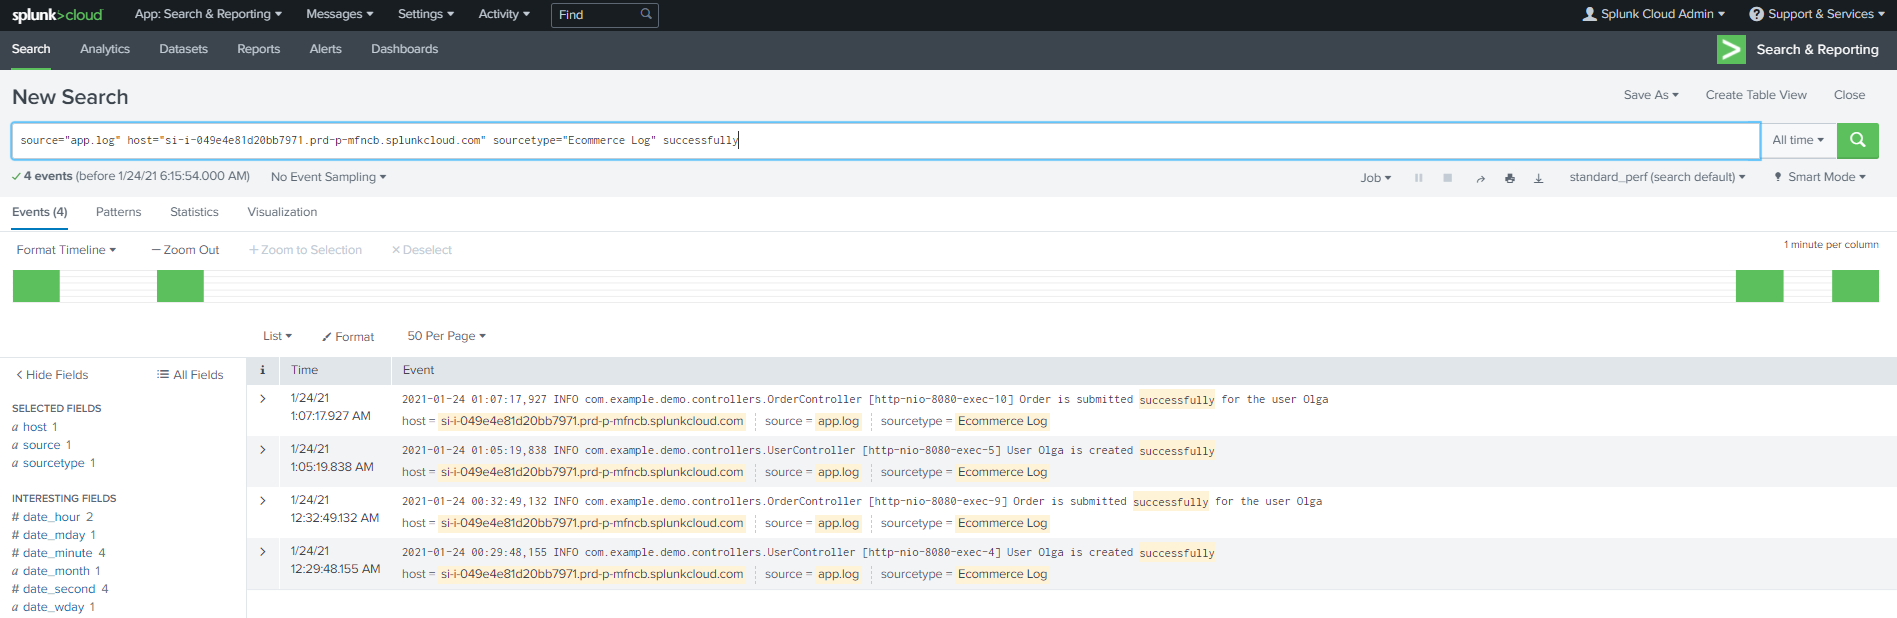 splunk>cloud App: Search & Reporting Messages Settings Activity Find Splunk Cloud Admin Support & Services
Search Analytics Datasets Reports Alerts Dashboards Search & Reporting
New Search Save As Create Table View Close
source="app.log" host="si-i-049e4e81d20bb7971.prd-p-mfncb.splunkcloud.com" sourcetype="Ecommerce Log" successfully All time
4 events (before 1/24/21 6:15:54.000 AM) No Event Sampling Job standard_perf (search default) Smart Mode
Events (4) Patterns Statistics Visualization
Format Timeline — Zoom Out + Zoom to Selection × Deselect 1 minute per column
List Format 50 Per Page
< Hide Fields All Fields
SELECTED FIELDS
a host 1
a source 1
a sourcetype 1
INTERESTING FIELDS
# date_hour 2
# date_mday 1
# date_minute 4
a date_month 1
# date_second 4
a date_wday 1
i Time Event
1/24/21
1:07:17.927 AM
2021-01-24 01:07:17,927 INFO com.example.demo.controllers.OrderController [http-nio-8080-exec-10] Order is submitted successfully for the user Olga
host = si-i-049e4e81d20bb7971.prd-p-mfncb.splunkcloud.com source = app.log sourcetype = Ecommerce Log
1/24/21
1:05:19.838 AM
2021-01-24 01:05:19,838 INFO com.example.demo.controllers.UserController [http-nio-8080-exec-5] User Olga is created successfully
host = si-i-049e4e81d20bb7971.prd-p-mfncb.splunkcloud.com source = app.log sourcetype = Ecommerce Log
1/24/21
12:32:49.132 AM
2021-01-24 00:32:49,132 INFO com.example.demo.controllers.OrderController [http-nio-8080-exec-9] Order is submitted successfully for the user Olga
host = si-i-049e4e81d20bb7971.prd-p-mfncb.splunkcloud.com source = app.log sourcetype = Ecommerce Log
1/24/21
12:29:48.155 AM
2021-01-24 00:29:48,155 INFO com.example.demo.controllers.UserController [http-nio-8080-exec-4] User Olga is created successfully
host = si-i-049e4e81d20bb7971.prd-p-mfncb.splunkcloud.com source = app.log sourcetype = Ecommerce Log